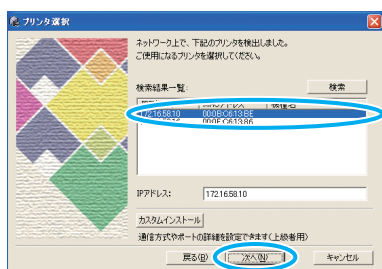 プリンタ選択
ネットワーク上で、下記のプリンタを検出しました。
ご使用になるプリンタを選択してください。
検索結果一覧:
検索
機種名
172.16.58.10 000BC613BE
IPアドレス:
172.16.58.10
カスタムインストール
通信方式やポートの詳細を設定できます(上級者用)
戻る(B)
次へ(N)
キャンセル